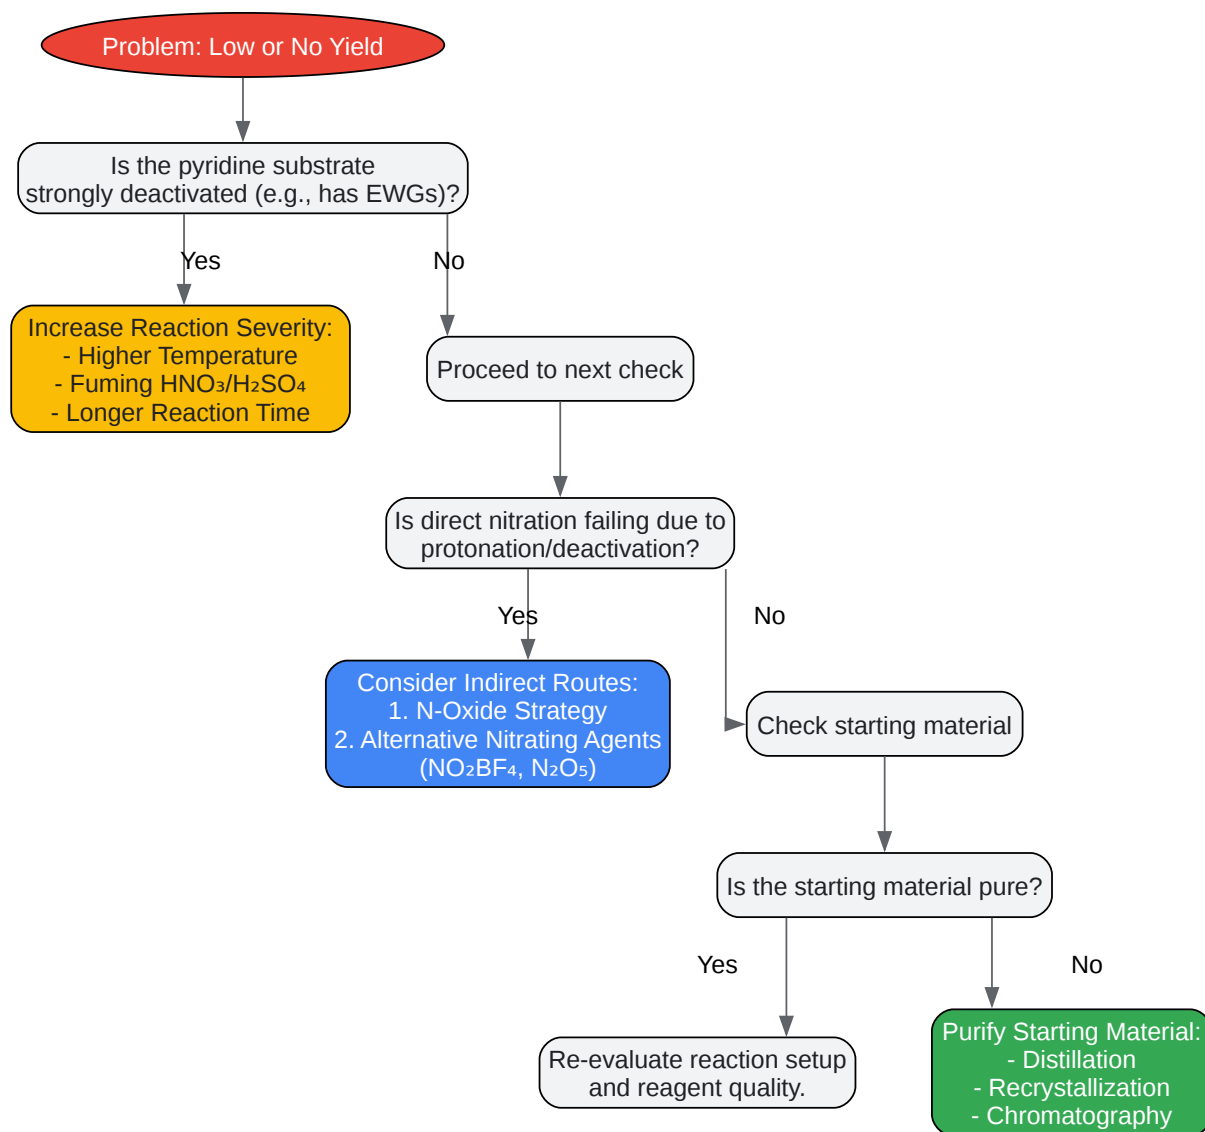 Problem: Low or No Yield
Is the pyridine substrate
strongly deactivated (e.g., has EWGs)?
Yes
No
Increase Reaction Severity:
- Higher Temperature
- Fuming HNO₃/H₂SO₄
- Longer Reaction Time
Proceed to next check
Is direct nitration failing due to
protonation/deactivation?
Yes
No
Consider Indirect Routes:
1. N-Oxide Strategy
2. Alternative Nitrating Agents
(NO₂BF₄, N₂O₅)
Check starting material
Is the starting material pure?
Yes
No
Re-evaluate reaction setup
and reagent quality.
Purify Starting Material:
- Distillation
- Recrystallization
- Chromatography